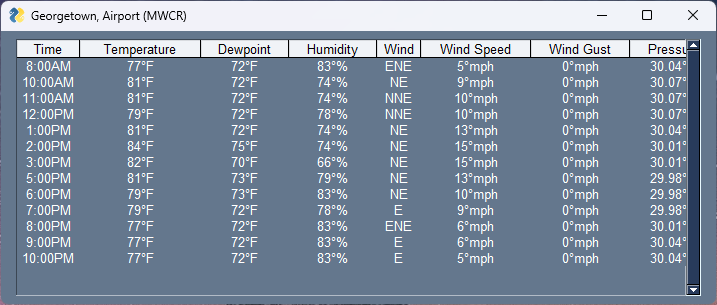 Georgetown, Airport (MWCR)
Time Temperature Dewpoint Humidity Wind Wind Speed Wind Gust Pressu
8:00AM 77°F 72°F 83°% ENE 5°mph 0°mph 30.04°
10:00AM 81°F 72°F 74°% NE 9°mph 0°mph 30.07°
11:00AM 81°F 72°F 74°% NNE 10°mph 0°mph 30.07°
12:00PM 79°F 72°F 78°% NNE 10°mph 0°mph 30.07°
1:00PM 81°F 72°F 74°% NE 13°mph 0°mph 30.04°
2:00PM 84°F 75°F 74°% NE 15°mph 0°mph 30.01°
3:00PM 82°F 70°F 66°% NE 15°mph 0°mph 30.01°
5:00PM 81°F 73°F 79°% NE 13°mph 0°mph 29.98°
6:00PM 79°F 73°F 83°% NE 10°mph 0°mph 29.98°
7:00PM 79°F 72°F 78°% E 9°mph 0°mph 29.98°
8:00PM 77°F 72°F 83°% ENE 6°mph 0°mph 30.01°
9:00PM 77°F 72°F 83°% E 6°mph 0°mph 30.04°
10:00PM 77°F 72°F 83°% E 5°mph 0°mph 30.04°